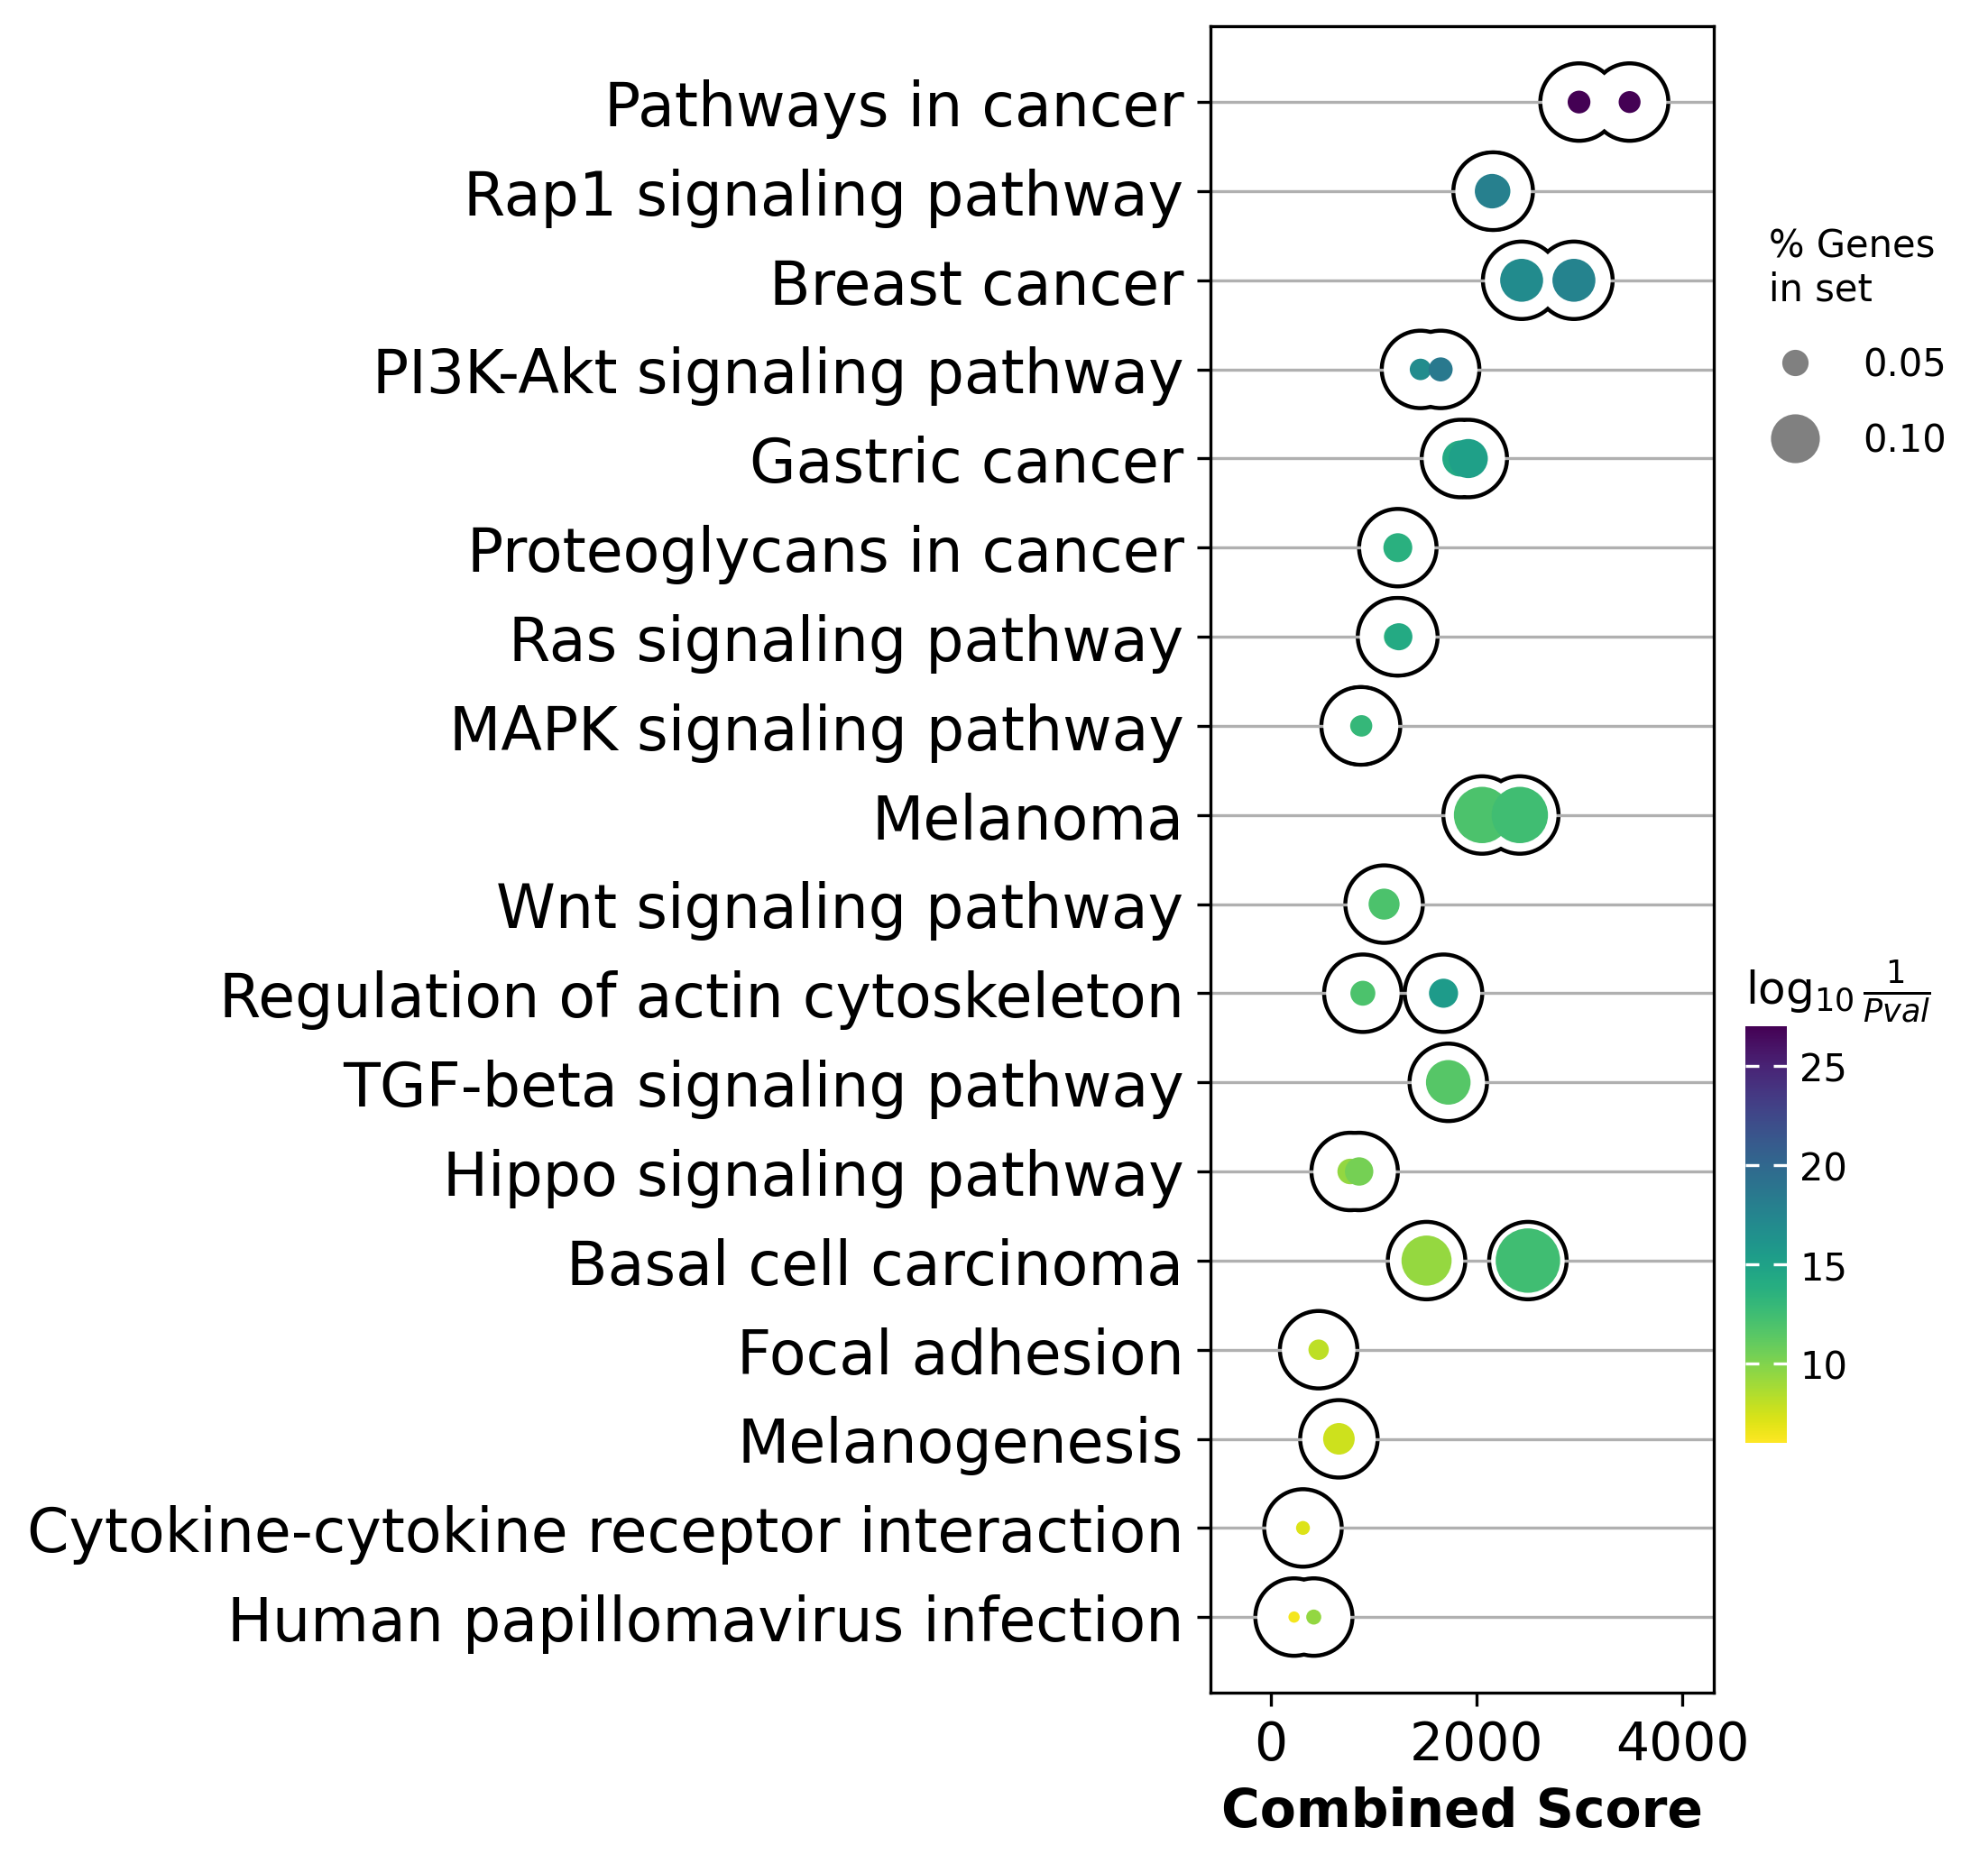 Pathways in cancer
Rap1 signaling pathway
Breast cancer
PI3K-Akt signaling pathway
Gastric cancer
Proteoglycans in cancer
Ras signaling pathway
MAPK signaling pathway
Melanoma
Wnt signaling pathway
Regulation of actin cytoskeleton
TGF-beta signaling pathway
Hippo signaling pathway
Basal cell carcinoma
Focal adhesion
Melanogenesis
Cytokine-cytokine receptor interaction
Human papillomavirus infection
0 2000 4000
Combined Score
% Genes
in set
0.05
0.10
log₁₀ 1/Pval
25
20
15
10